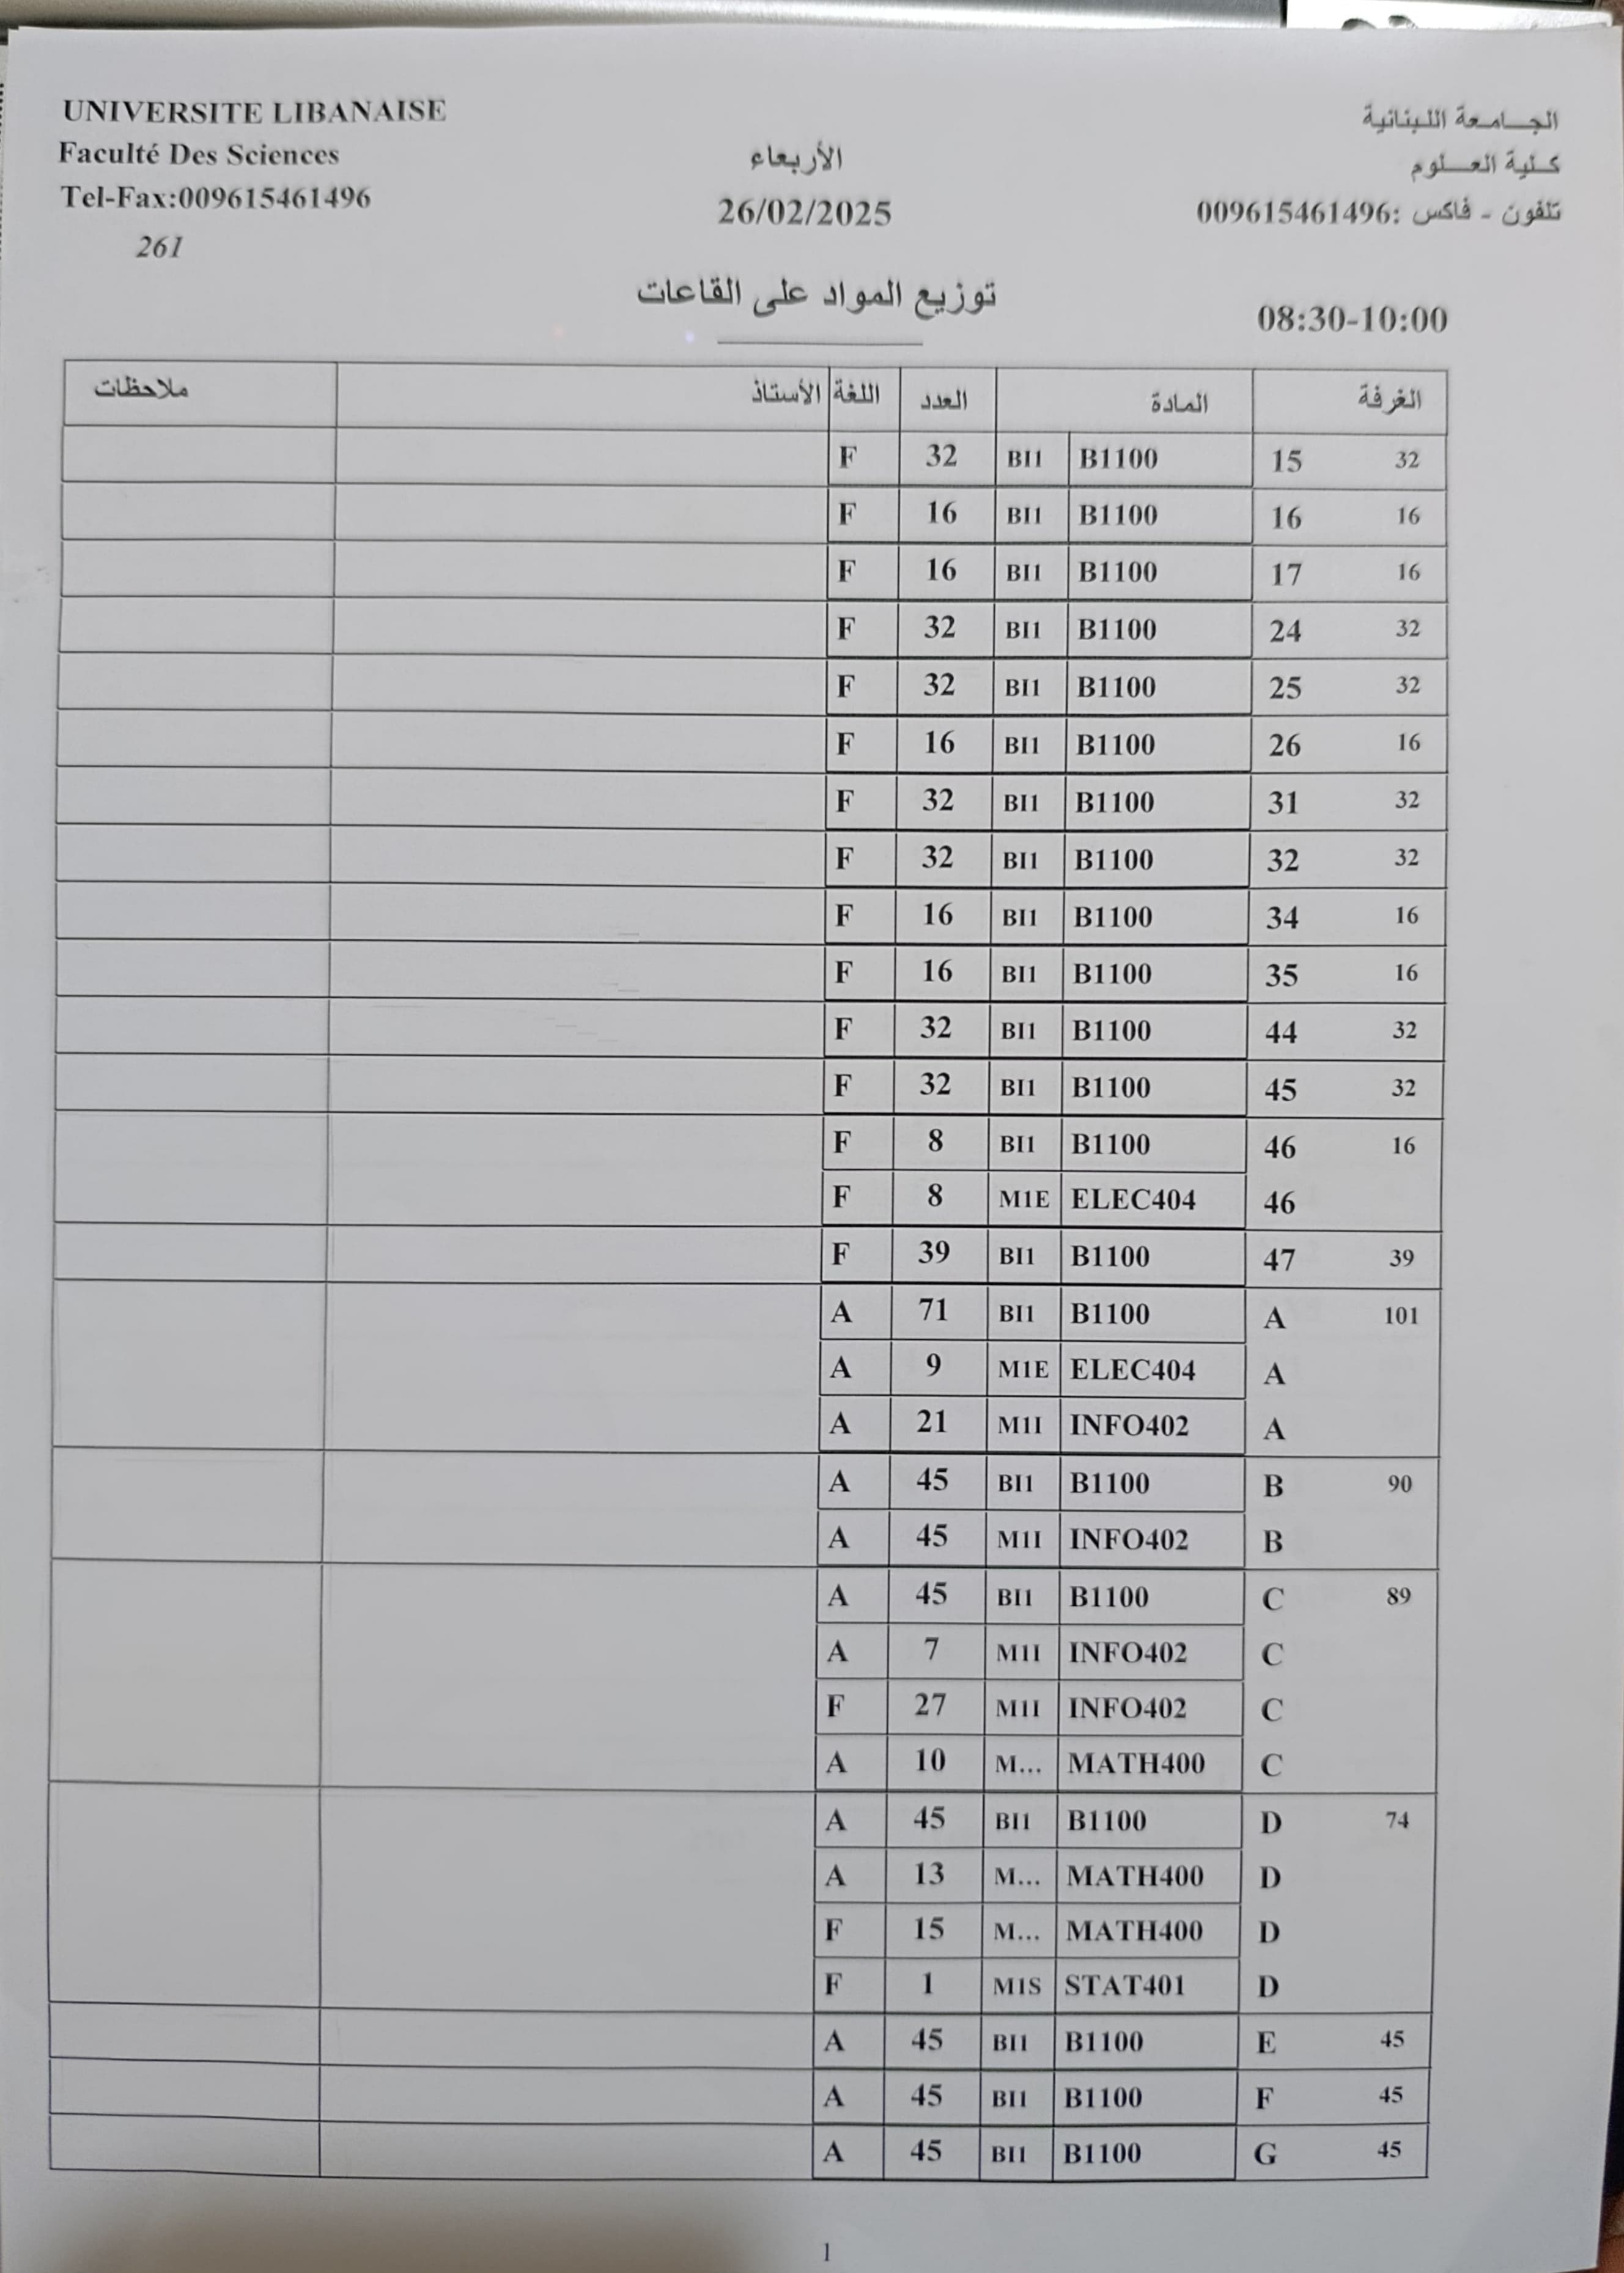 UNIVERSITE LIBANAISE
Faculté Des Sciences
Tel-Fax:009615461496
261
الأربعاء
26/02/2025
الجـــامـعة اللـبنانية
كـلية العـــلوم
تلفون - فاكس :009615461496
توزيع المواد على القاعات
08:30-10:00
الغرفة المادة العدد اللغة الأستاذ ملاحظات
F 32 BI1 B1100 15 32
F 16 BI1 B1100 16 16
F 16 BI1 B1100 17 16
F 32 BI1 B1100 24 32
F 32 BI1 B1100 25 32
F 16 BI1 B1100 26 16
F 32 BI1 B1100 31 32
F 32 BI1 B1100 32 32
F 16 BI1 B1100 34 16
F 16 BI1 B1100 35 16
F 32 BI1 B1100 44 32
F 32 BI1 B1100 45 32
F 8 BI1 B1100 46 16
F 8 M1E ELEC404 46
F 39 BI1 B1100 47 39
A 71 BI1 B1100 A 101
A 9 M1E ELEC404 A
A 21 M1I INFO402 A
A 45 BI1 B1100 B 90
A 45 M1I INFO402 B
A 45 BI1 B1100 C 89
A 7 M1I INFO402 C
F 27 M1I INFO402 C
A 10 M... MATH400 C
A 45 BI1 B1100 D 74
A 13 M... MATH400 D
F 15 M... MATH400 D
F 1 M1S STAT401 D
A 45 BI1 B1100 E 45
A 45 BI1 B1100 F 45
A 45 BI1 B1100 G 45
1